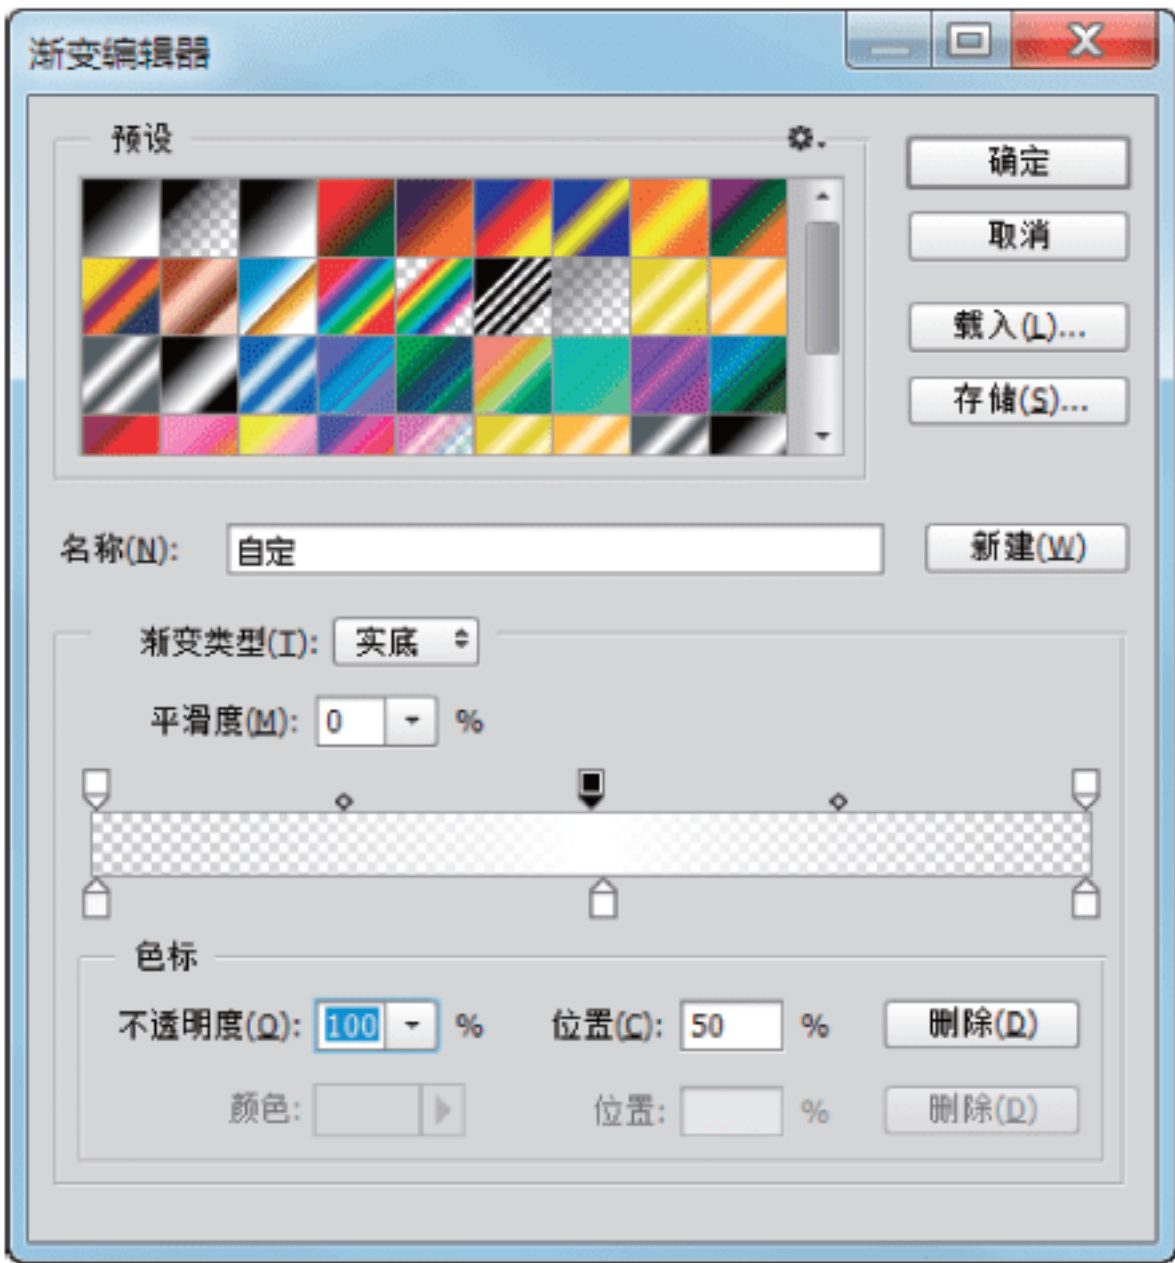 渐变编辑器
预设
确定
取消
载入(L)...
存储(S)...
名称(N): 自定 新建(W)
渐变类型(T): 实底
平滑度(M): 0 %
色标
不透明度(O): 100 % 位置(C): 50 % 删除(D)
颜色: 位置: % 删除(D)